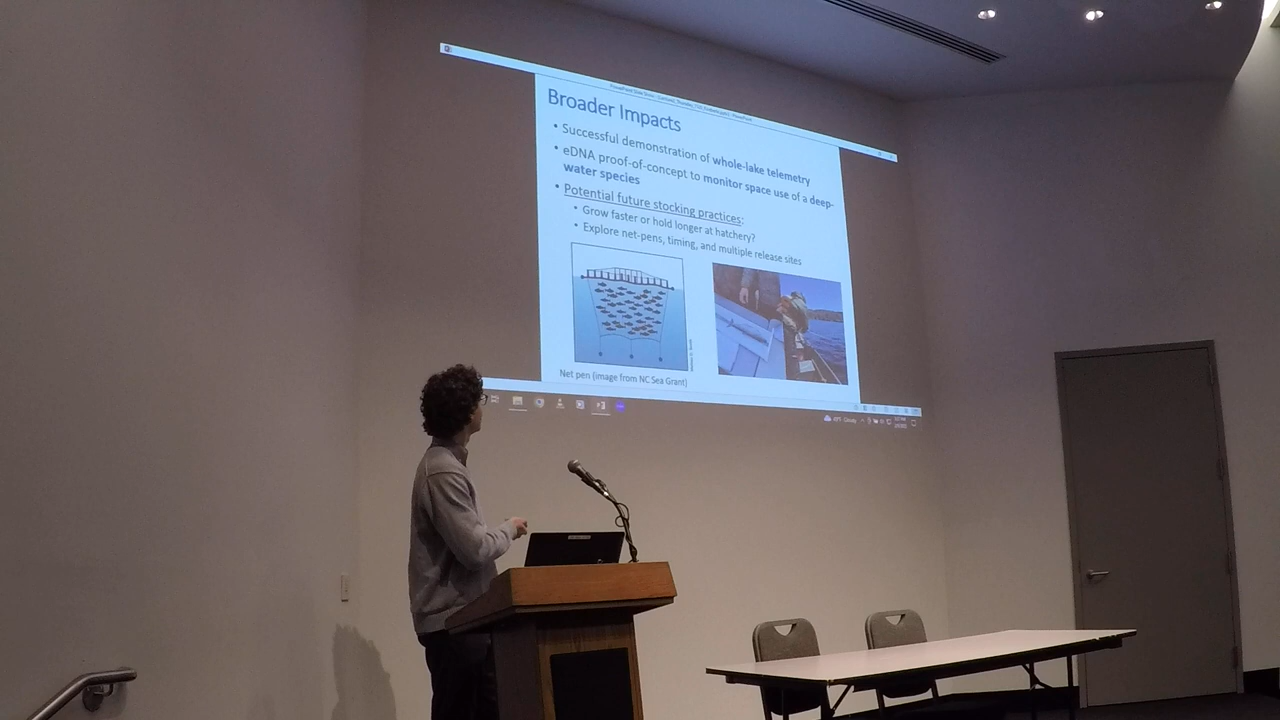 Broader Impacts
• Successful demonstration of whole-lake telemetry
• eDNA proof-of-concept to monitor space use of a deep-
water species
• Potential future stocking practices:
• Grow faster or hold longer at hatchery?
• Explore net-pens, timing, and multiple release sites
Net pen (image from NC Sea Grant)